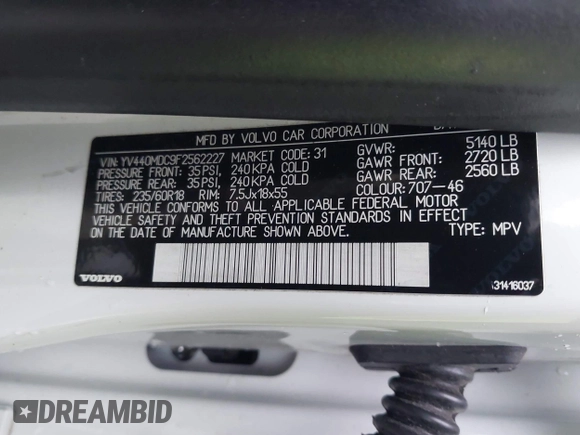 MFD BY VOLVO CAR CORPORATION
VIN: YV440MDC9F2562227 MARKET CODE: 31 GVWR: 5140 LB
PRESSURE FRONT: 35PSI, 240KPA COLD GAWR FRONT: 2720 LB
PRESSURE REAR: 35PSI, 240KPA COLD GAWR REAR: 2560 LB
TIRES: 235/60R18 RIM: 7.5Jx18x55 COLOUR: 707-46
THIS VEHICLE CONFORMS TO ALL APPLICABLE FEDERAL MOTOR
VEHICLE SAFETY AND THEFT PREVENTION STANDARDS IN EFFECT
ON THE DATE OF MANUFACTURE SHOWN ABOVE. TYPE: MPV
VOLVO
31416037
DREAMBID